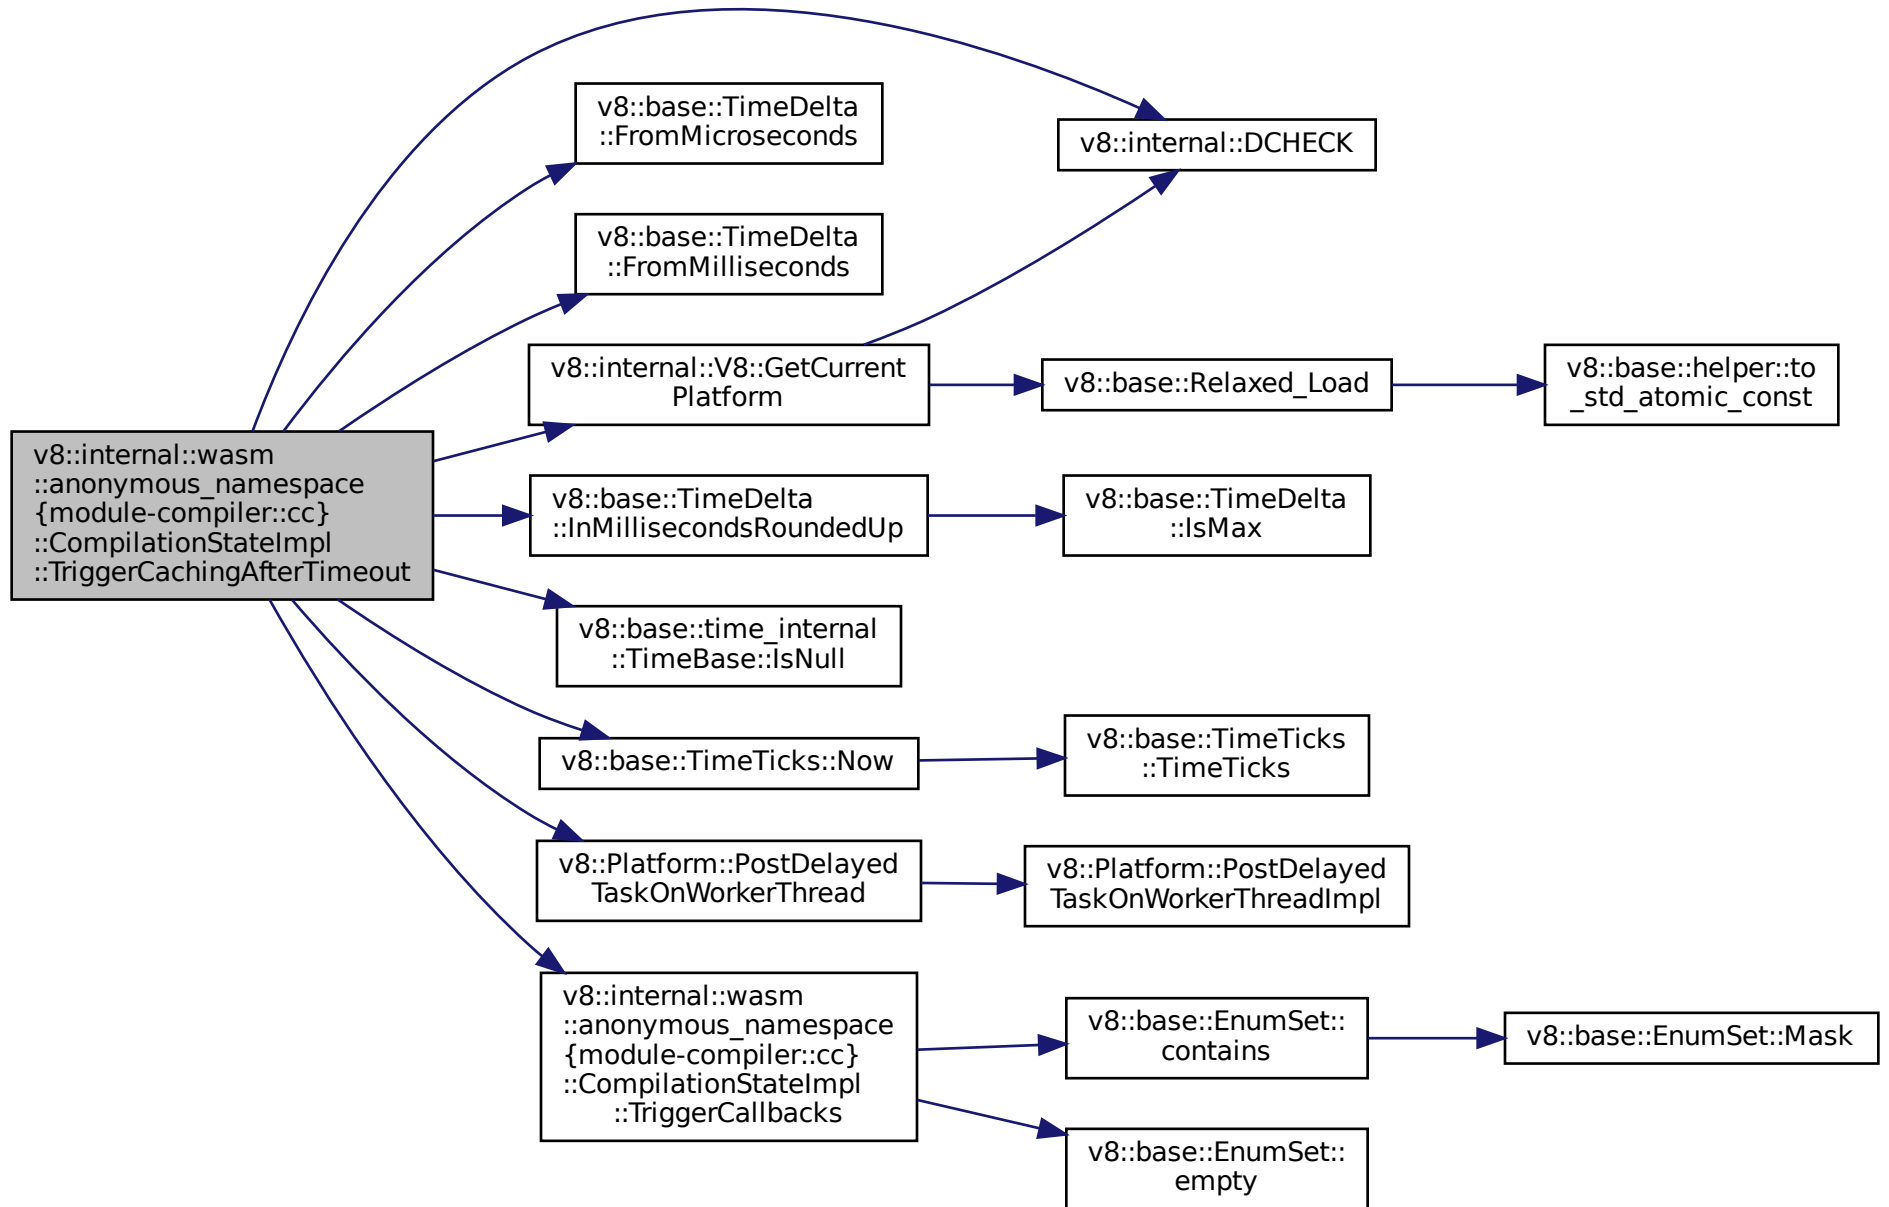 v8::base::TimeDelta
::FromMicroseconds
v8::internal::DCHECK
v8::base::TimeDelta
::FromMilliseconds
v8::internal::V8::GetCurrent
Platform
v8::base::Relaxed_Load
v8::base::helper::to
_std_atomic_const
v8::internal::wasm
::anonymous_namespace
{module-compiler::cc}
::CompilationStateImpl
::TriggerCachingAfterTimeout
v8::base::TimeDelta
::InMillisecondsRoundedUp
v8::base::TimeDelta
::IsMax
v8::base::time_internal
::TimeBase::IsNull
v8::base::TimeTicks::Now
v8::base::TimeTicks
::TimeTicks
v8::Platform::PostDelayed
TaskOnWorkerThread
v8::Platform::PostDelayed
TaskOnWorkerThreadImpl
v8::internal::wasm
::anonymous_namespace
{module-compiler::cc}
::CompilationStateImpl
::TriggerCallbacks
v8::base::EnumSet::
contains
v8::base::EnumSet::Mask
v8::base::EnumSet::
empty